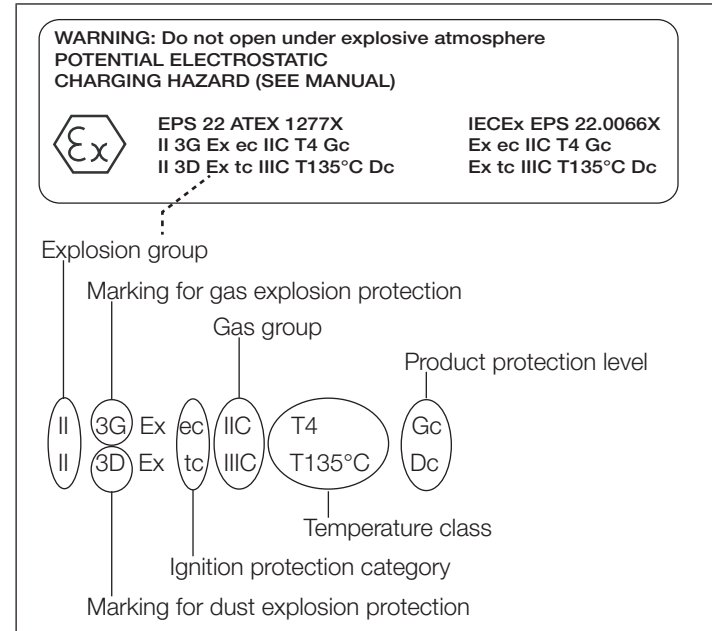 WARNING: Do not open under explosive atmosphere
POTENTIAL ELECTROSTATIC
CHARGING HAZARD (SEE MANUAL)
Ex
EPS 22 ATEX 1277X
II 3G Ex ec IIC T4 Gc
II 3D Ex tc IIIC T135°C Dc
IECEx EPS 22.0066X
Ex ec IIC T4 Gc
Ex tc IIIC T135°C Dc
Explosion group
Marking for gas explosion protection
Gas group
Product protection level
II 3G Ex ec IIC T4 Gc
II 3D Ex tc IIIC T135°C Dc
Temperature class
Ignition protection category
Marking for dust explosion protection